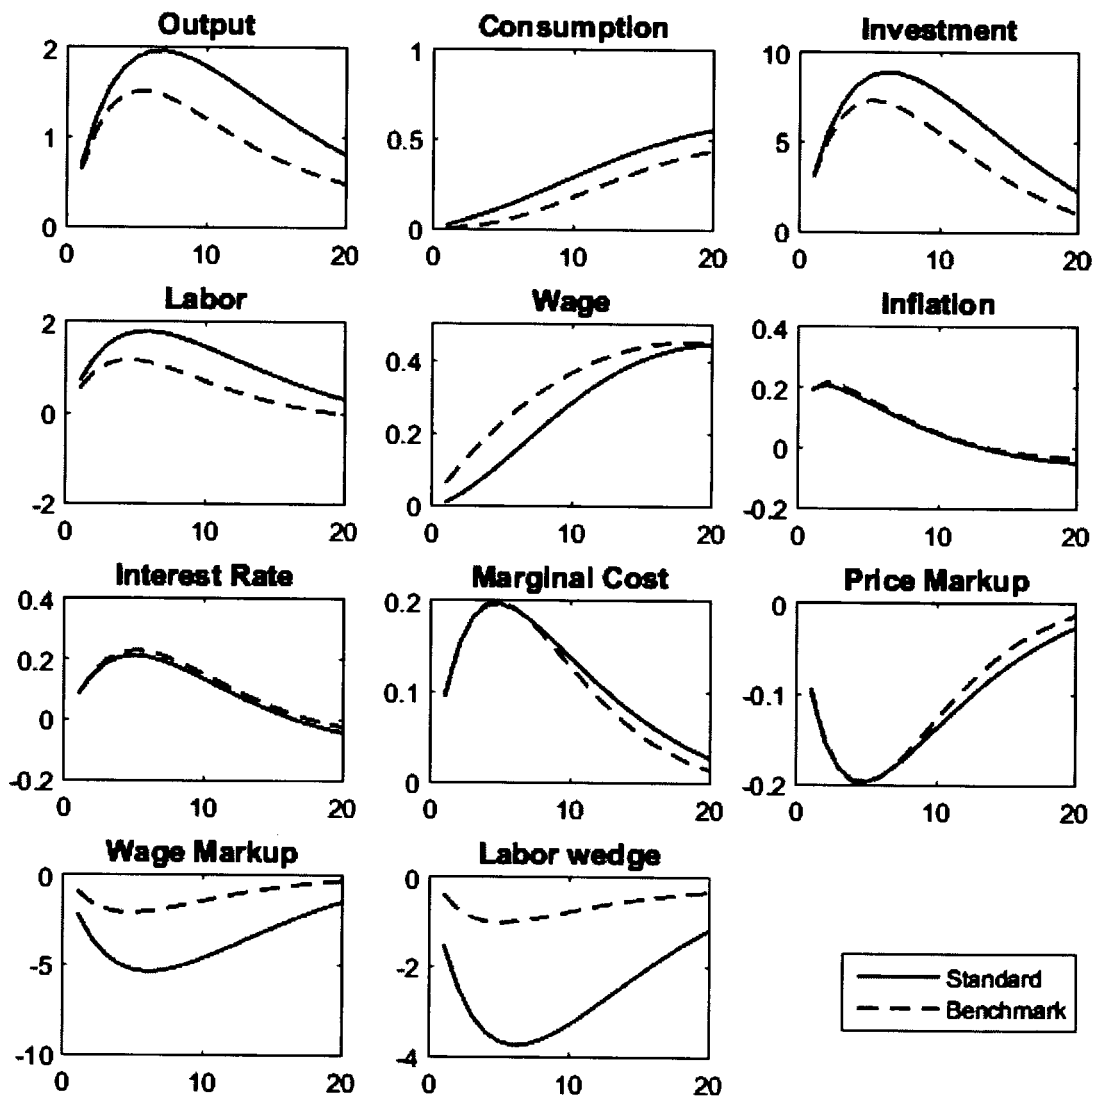 Output
Consumption
Investment
2
1
0
0 10 20
1
0.5
0
0 10 20
10
5
0
0 10 20
Labor
Wage
Inflation
2
0
-2
0 10 20
0.4
0.2
0
0 10 20
0.4
0.2
0
-0.2
0 10 20
Interest Rate
Marginal Cost
Price Markup
0.4
0.2
0
-0.2
0 10 20
0.2
0.1
0
0 10 20
0
-0.1
-0.2
0 10 20
Wage Markup
Labor wedge
0
-5
-10
0 10 20
0
-2
-4
0 10 20
Standard
Benchmark